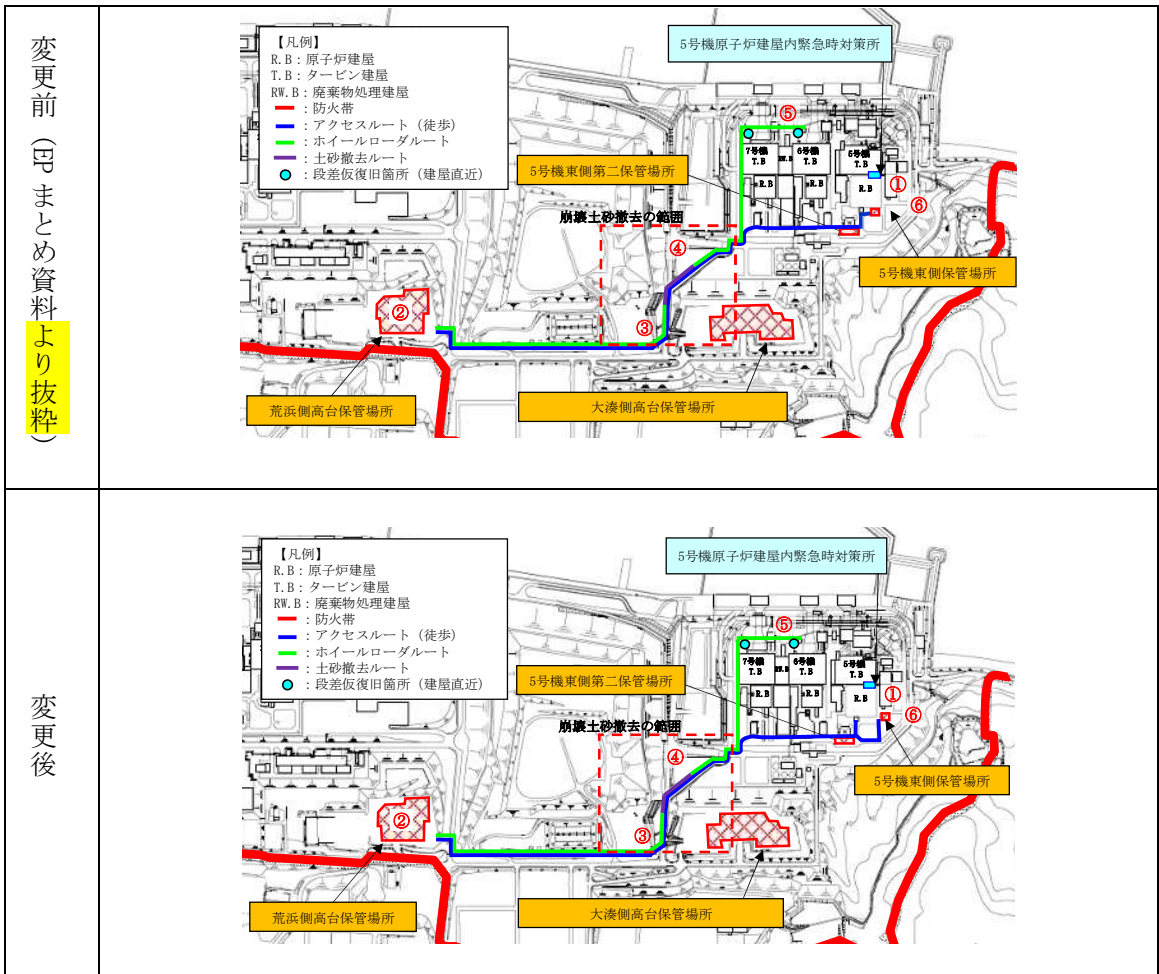 変更前（EPまとめ資料より抜粋）
【凡例】
R.B：原子炉建屋
T.B：タービン建屋
RW.B：廃棄物処理建屋
：防火帯
：アクセスルート（徒歩）
：ホイールローダルート
：土砂撤去ルート
：段差仮復旧箇所（建屋直近）
5号機原子炉建屋内緊急時対策所
⑤
7号機
T.B
RW.B
6号機
T.B
5号機
T.B
5号機東側第二保管場所
R.B
R.B
R.B
①
⑥
崩壊土砂撤去の範囲
④
5号機東側保管場所
②
③
荒浜側高台保管場所
大湊側高台保管場所
変更後
【凡例】
R.B：原子炉建屋
T.B：タービン建屋
RW.B：廃棄物処理建屋
：防火帯
：アクセスルート（徒歩）
：ホイールローダルート
：土砂撤去ルート
：段差仮復旧箇所（建屋直近）
5号機原子炉建屋内緊急時対策所
⑤
7号機
T.B
RW.B
6号機
T.B
5号機
T.B
5号機東側第二保管場所
R.B
R.B
R.B
①
⑥
崩壊土砂撤去の範囲
④
5号機東側保管場所
②
③
荒浜側高台保管場所
大湊側高台保管場所